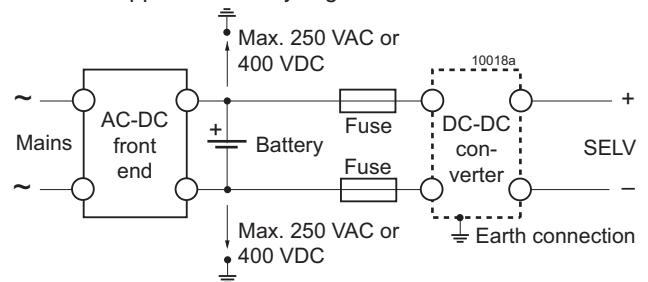 Max. 250 VAC or
400 VDC
10018a
~
Mains
~
AC-DC
front
end
+
Battery
Fuse
Fuse
DC-DC
con-
verter
+
SELV
–
Max. 250 VAC or
400 VDC
Earth connection